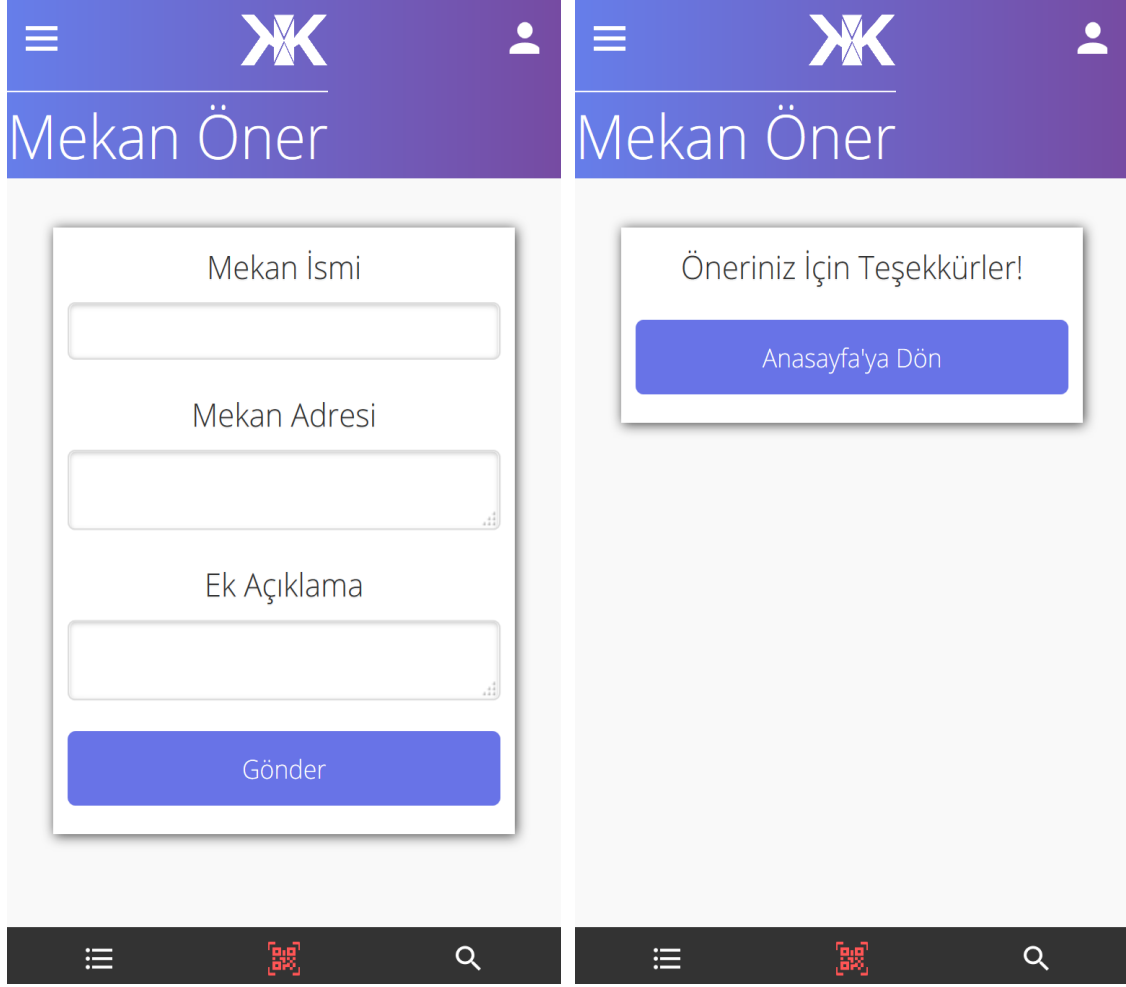 Mekan Öner
Mekan İsmi
Mekan Adresi
Ek Açıklama
Gönder
Mekan Öner
Öneriniz İçin Teşekkürler!
Anasayfa'ya Dön